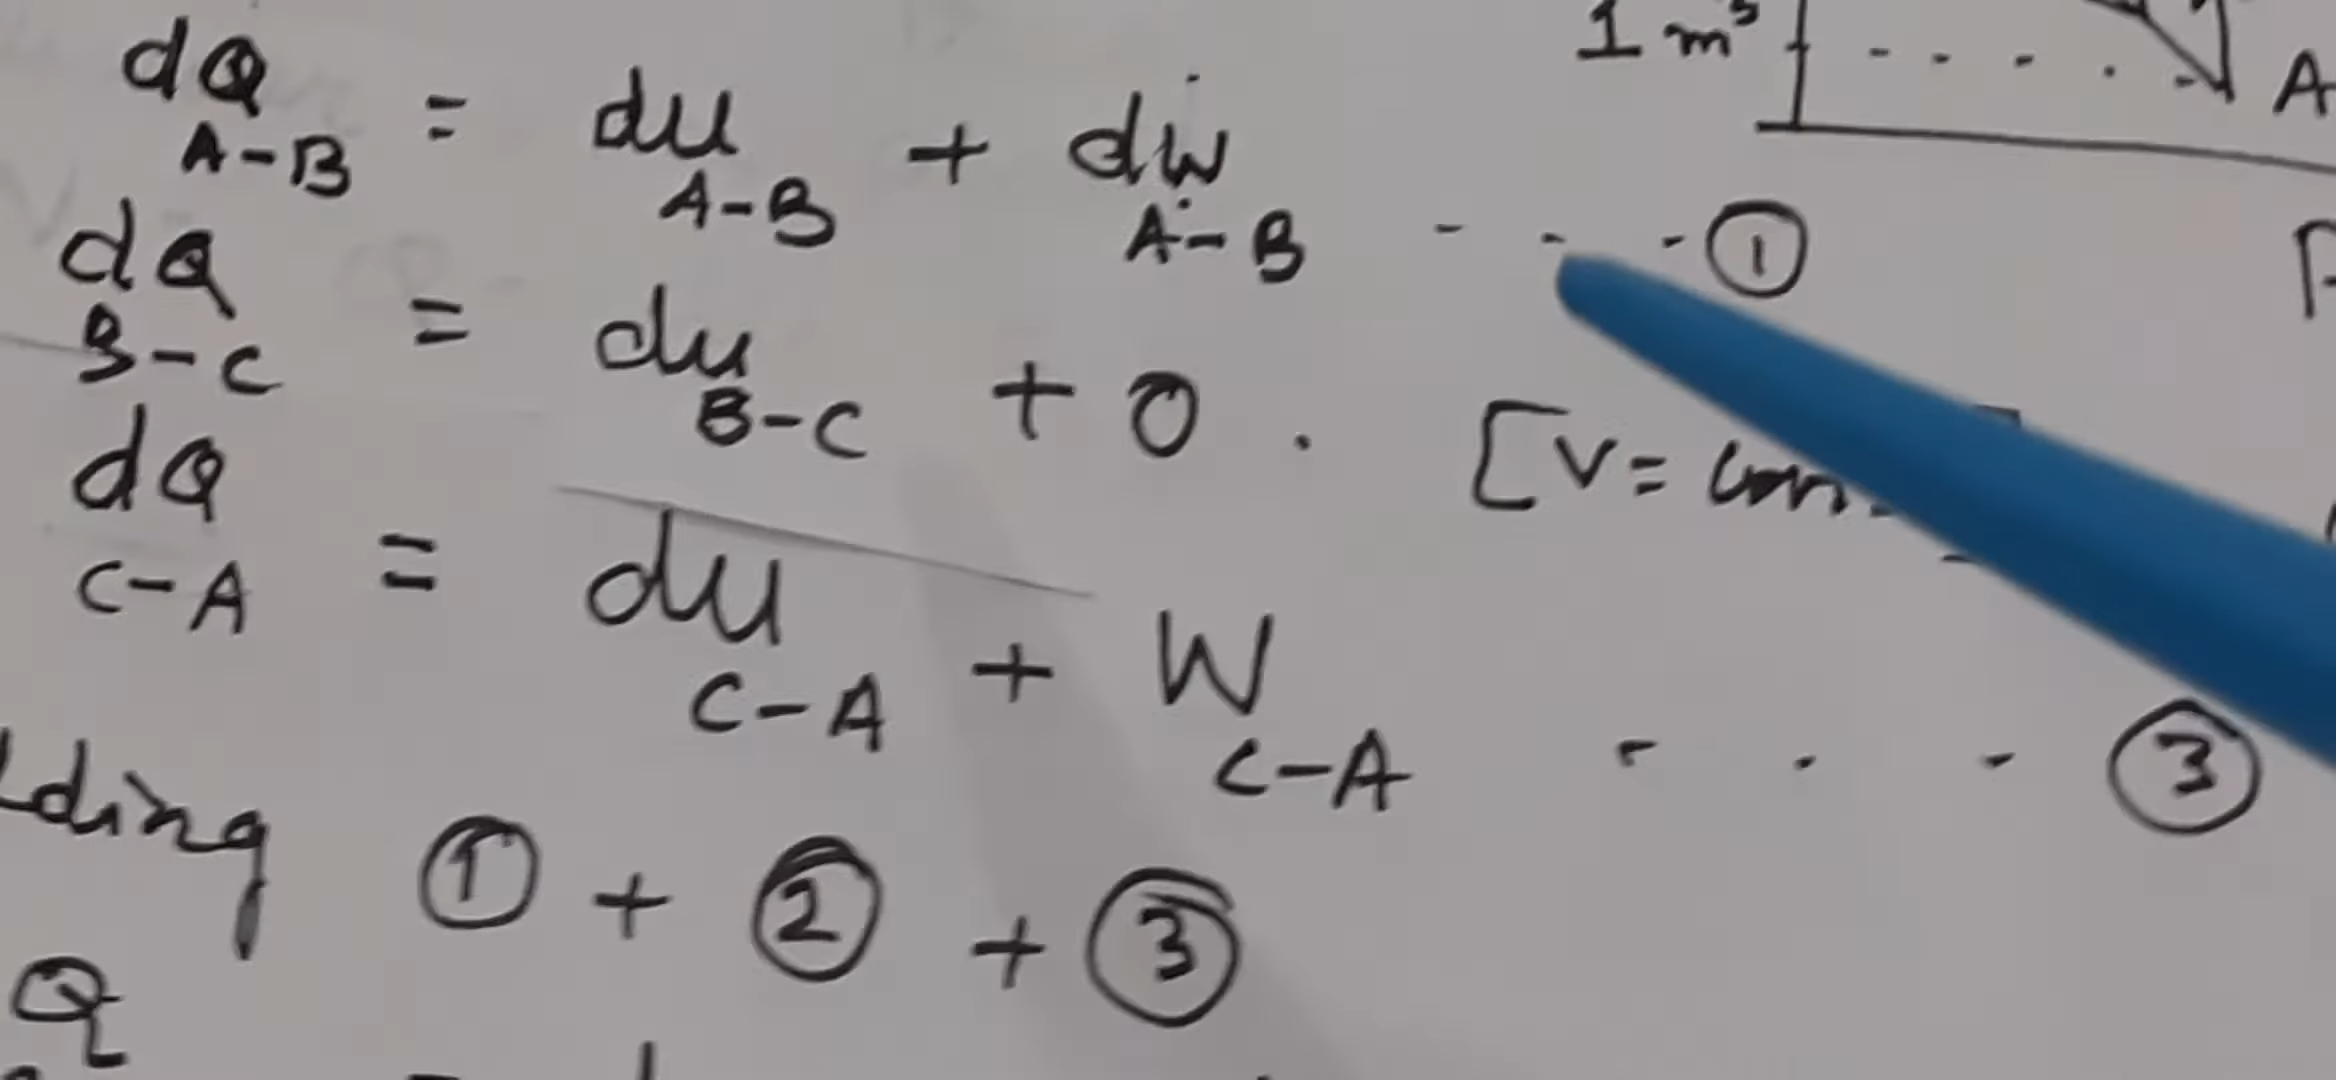 1 m³
A
dQ A-B = du A-B + dw A-B - - - ①
dQ B-C = du B-C + 0 . [V=
dQ C-A = du C-A + W C-A - . - ③
ding ① + ② + ③
Q